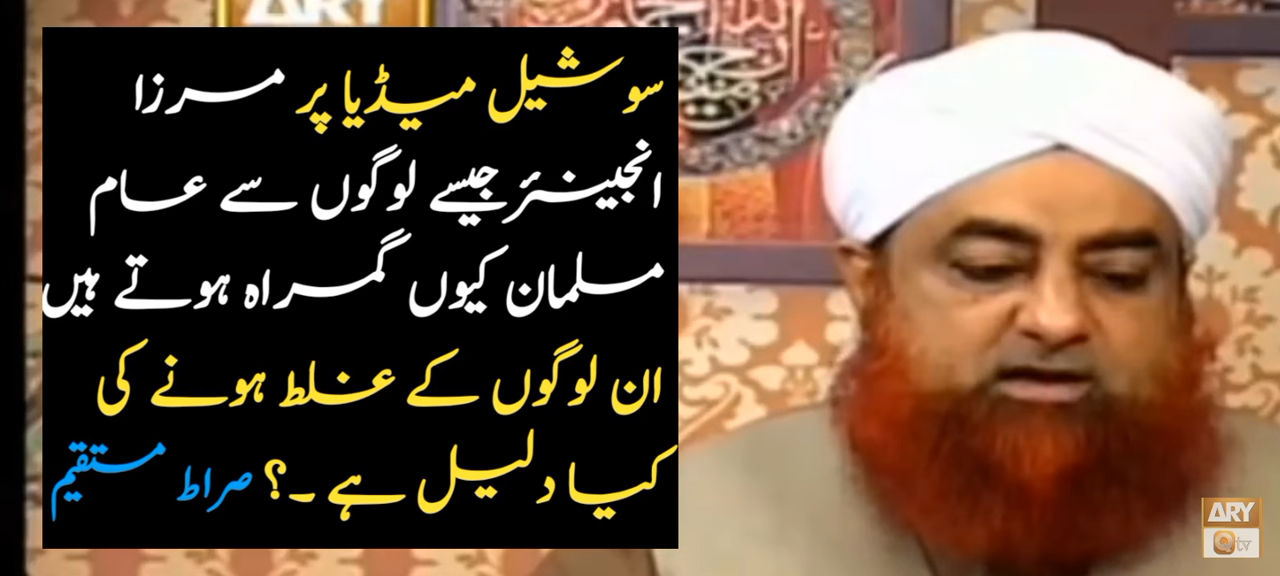 ARY
سوشیل میڈیا پر مرزا
انجینئر جیسے لوگوں سے عام
مسلمان کیوں گمراہ ہوتے ہیں
ان لوگوں کے غلط ہونے کی
کیا دلیل ہے ۔؟ صراط مستقیم
ARY
Qtv